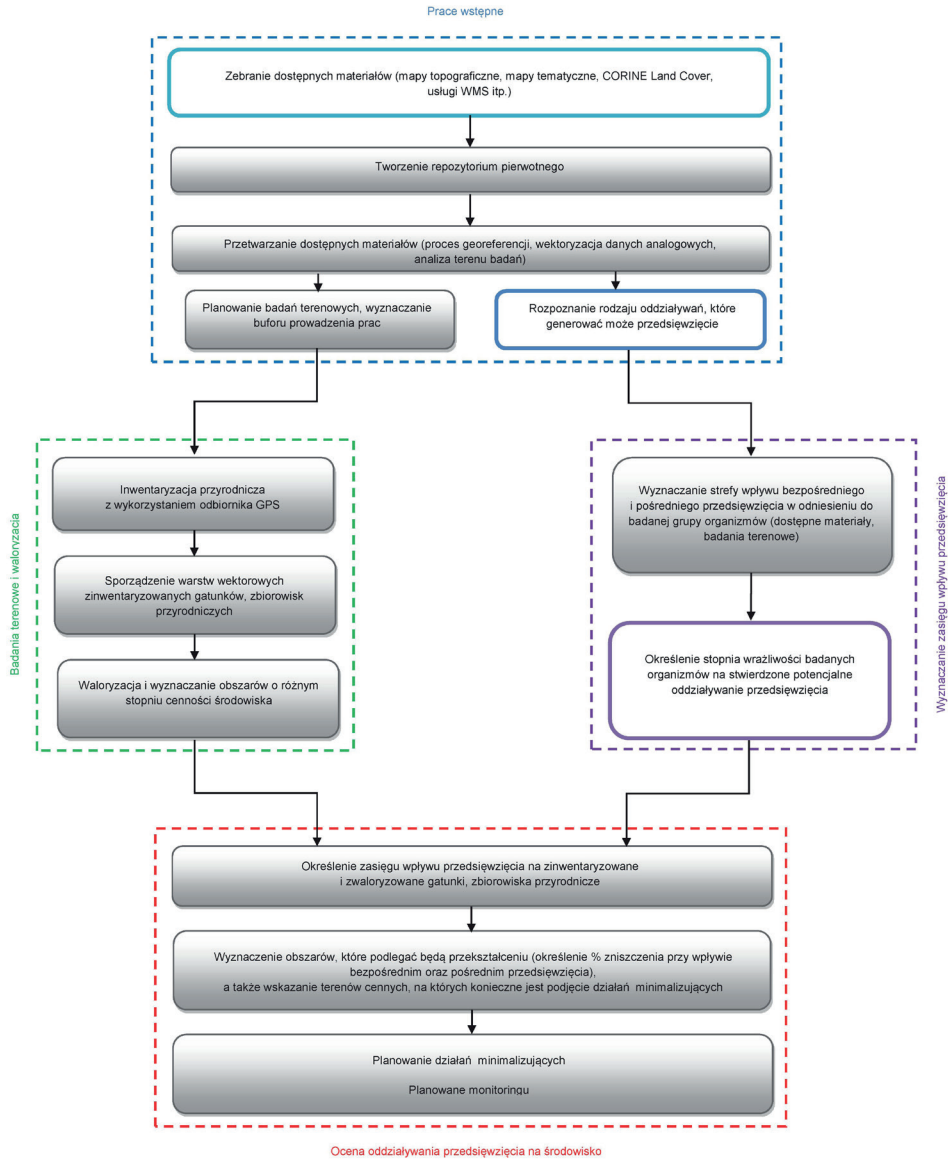 Prace wstępne
Zebranie dostępnych materiałów (mapy topograficzne, mapy tematyczne, CORINE Land Cover,
usługi WMS itp.)
Tworzenie repozytorium pierwotnego
Przetwarzanie dostępnych materiałów (proces georeferencji, wektoryzacja danych analogowych,
analiza terenu badań)
Planowanie badań terenowych, wyznaczanie
buforu prowadzenia prac
Rozpoznanie rodzaju oddziaływań, które
generować może przedsięwzięcie
Badania terenowe i waloryzacja
Inwentaryzacja przyrodnicza
z wykorzystaniem odbiornika GPS
Sporządzenie warstw wektorowych
zinwentaryzowanych gatunków, zbiorowisk
przyrodniczych
Waloryzacja i wyznaczanie obszarów o różnym
stopniu cenności środowiska
Wyznaczanie strefy wpływu bezpośredniego
i pośredniego przedsięwzięcia w odniesieniu do
badanej grupy organizmów (dostępne materiały,
badania terenowe)
Określenie stopnia wrażliwości badanych
organizmów na stwierdzone potencjalne
oddziaływanie przedsięwzięcia
Wyznaczanie zasięgu wpływu przedsięwzięcia
Określenie zasięgu wpływu przedsięwzięcia na zinwentaryzowane
i zwaloryzowane gatunki, zbiorowiska przyrodnicze
Wyznaczenie obszarów, które podlegać będą przekształceniu (określenie % zniszczenia przy wpływie
bezpośrednim oraz pośrednim przedsięwzięcia),
a także wskazanie terenów cennych, na których konieczne jest podjęcie działań minimalizujących
Planowanie działań minimalizujących
Planowane monitoringu
Ocena oddziaływania przedsięwzięcia na środowisko